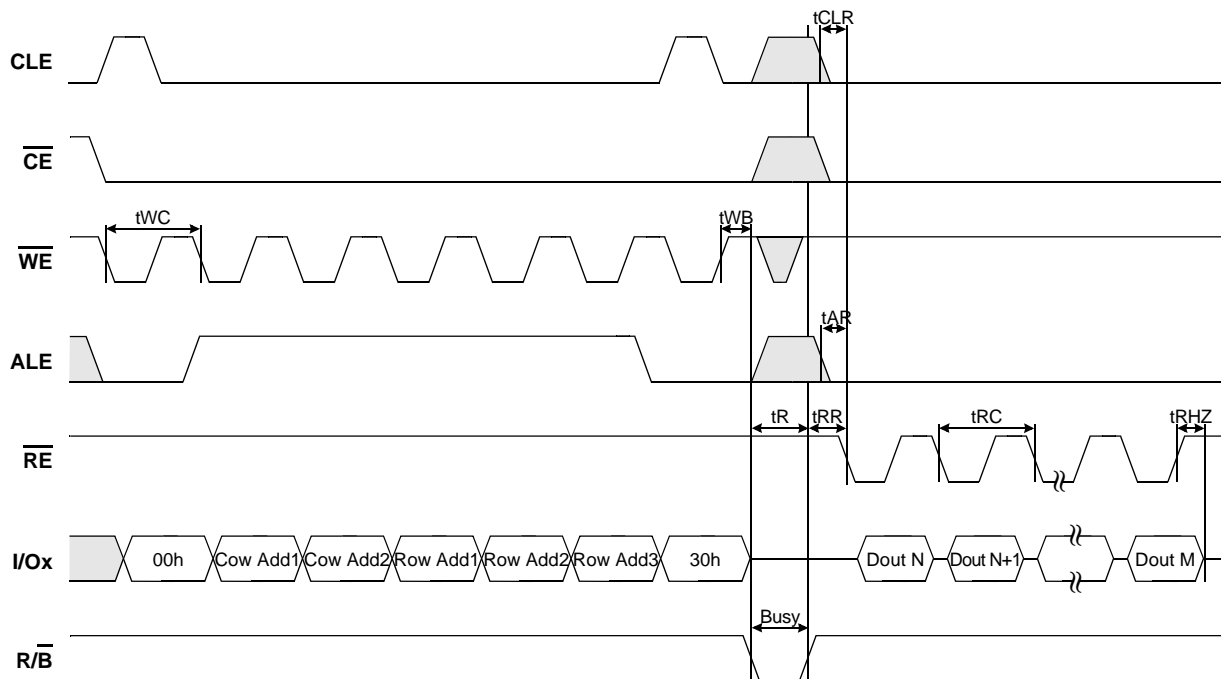 tCLR
CLE
CE
tWC
tWB
WE
tAR
ALE
tR
tRR
tRC
tRHZ
RE
I/Ox
00h
Cow Add1
Cow Add2
Row Add1
Row Add2
Row Add3
30h
Dout N
Dout N+1
Dout M
Busy
R/B